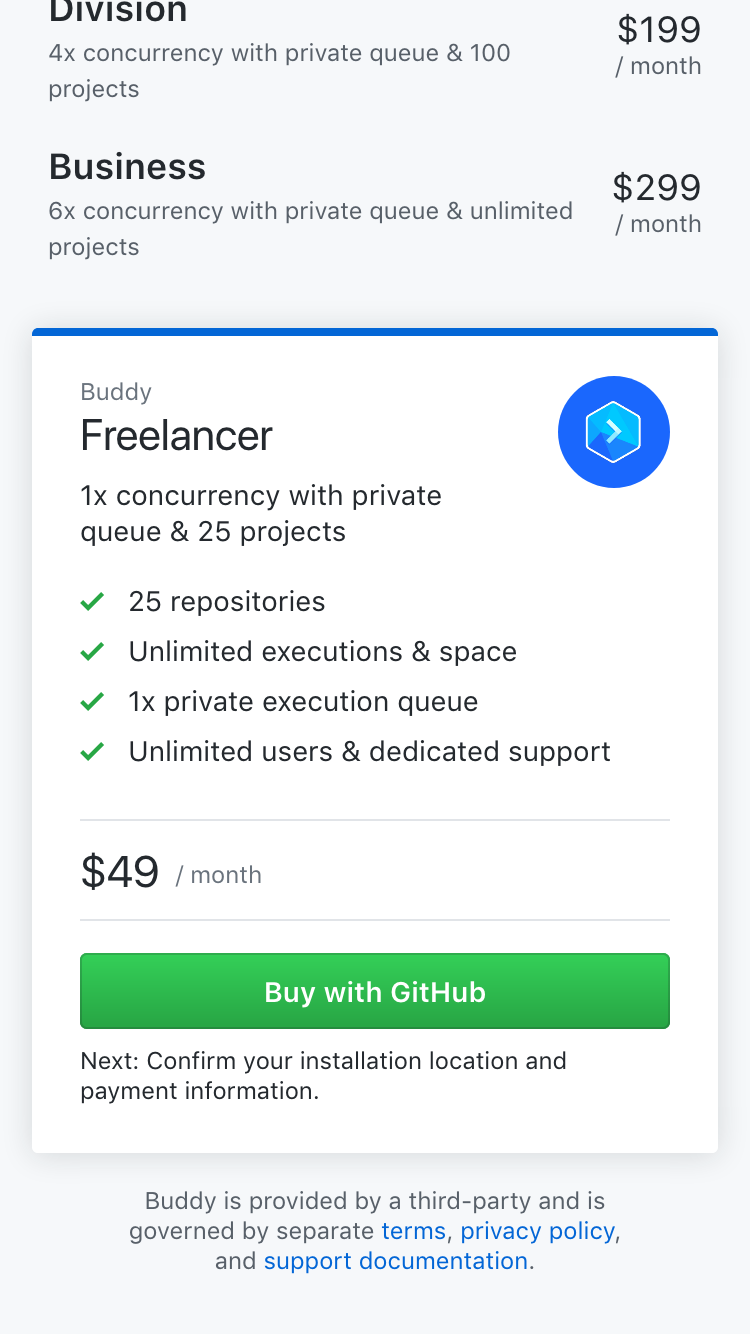 Division
$199
4x concurrency with private queue & 100
/ month
projects
Business
$299
6x concurrency with private queue & unlimited
/ month
projects
Buddy
Freelancer
1x concurrency with private
queue & 25 projects
25 repositories
Unlimited executions & space
1x private execution queue
Unlimited users & dedicated support
$49 / month
Buy with GitHub
Next: Confirm your installation location and
payment information.
Buddy is provided by a third-party and is
governed by separate terms, privacy policy,
and support documentation.